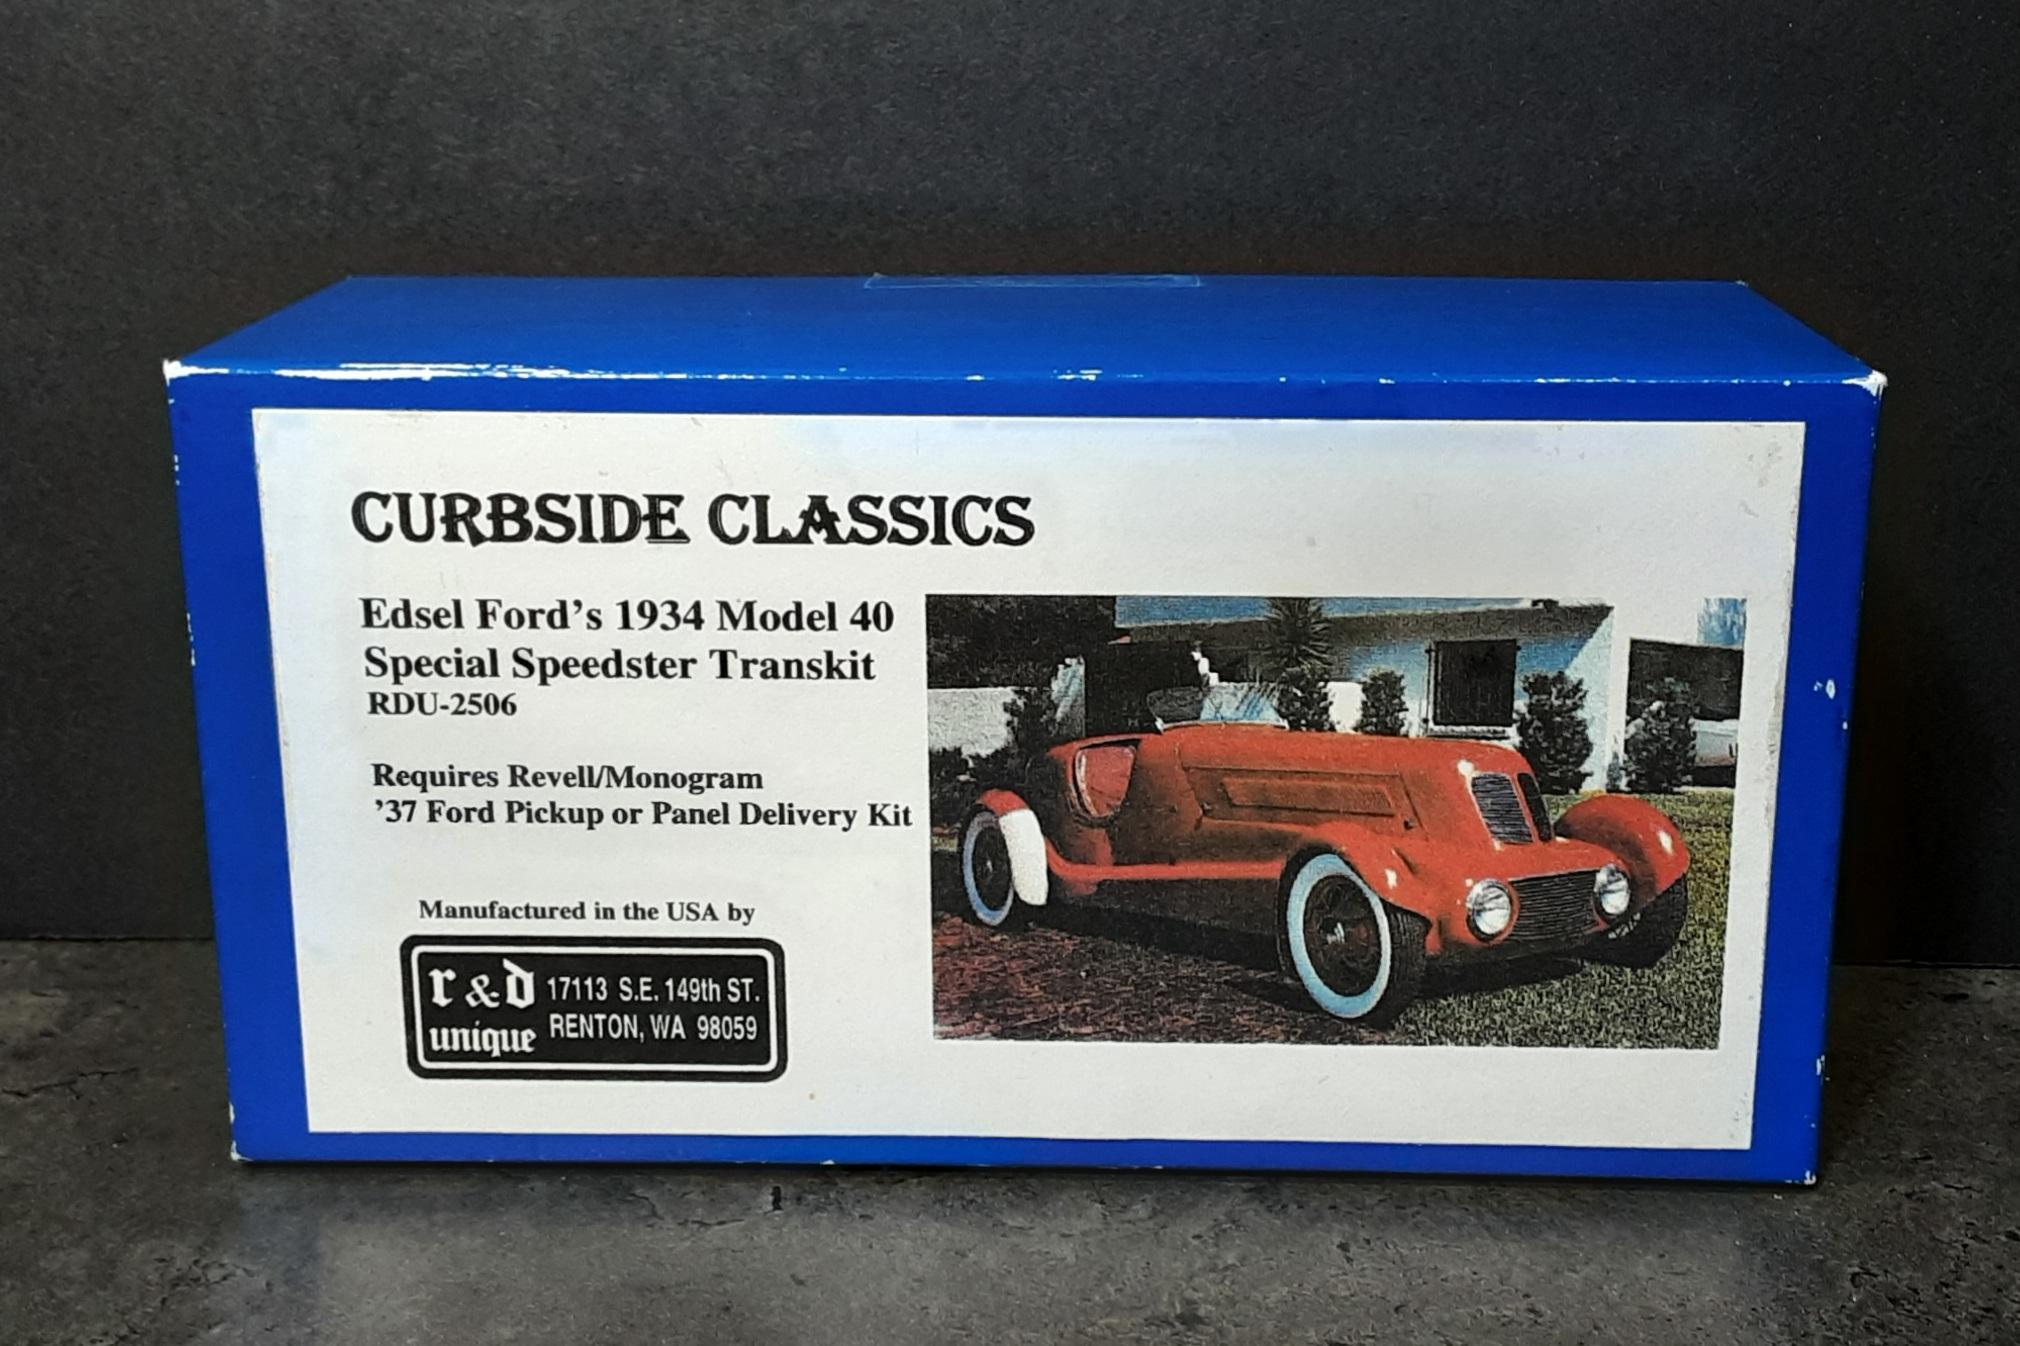 CURBSIDE CLASSICS
Edsel Ford's 1934 Model 40
Special Speedster Transkit
RDU-2506
Requires Revell/Monogram
'37 Ford Pickup or Panel Delivery Kit
Manufactured in the USA by
r & d
unique
17113 S.E. 149th ST.
RENTON, WA 98059